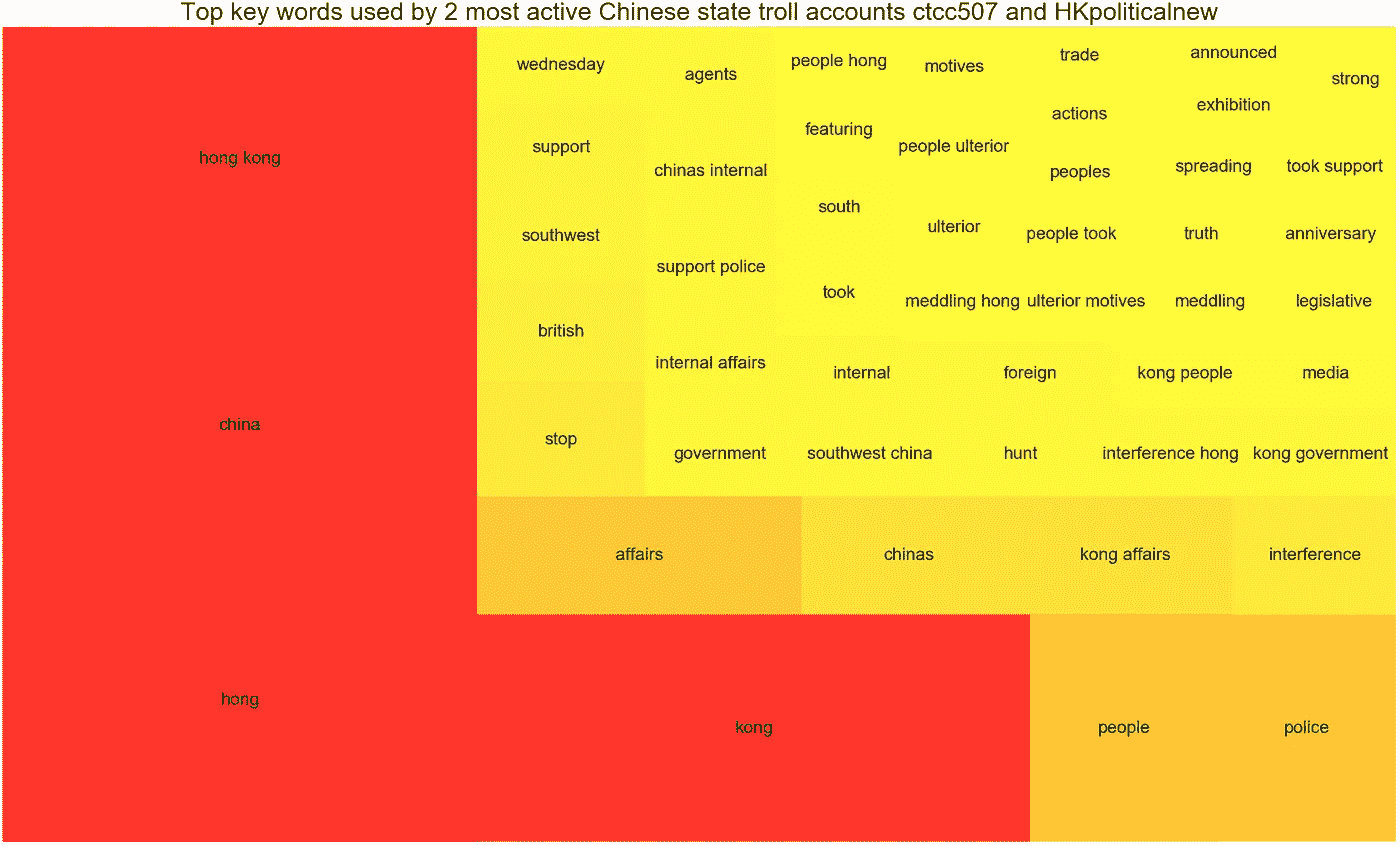 Top key words used by 2 most active Chinese state troll accounts ctcc507 and HKpoliticalnew
hong kong
china
hong
kong
people
police
affairs
chinas
kong affairs
interference
wednesday
support
southwest
british
stop
agents
chinas internal
support police
internal affairs
government
people hong
featuring
south
took
motives
people ulterior
ulterior
meddling hong
trade
actions
peoples
people took
ulterior motives
announced
exhibition
strong
spreading
took support
truth
anniversary
meddling
legislative
internal
foreign
kong people
media
southwest china
hunt
interference hong
kong government